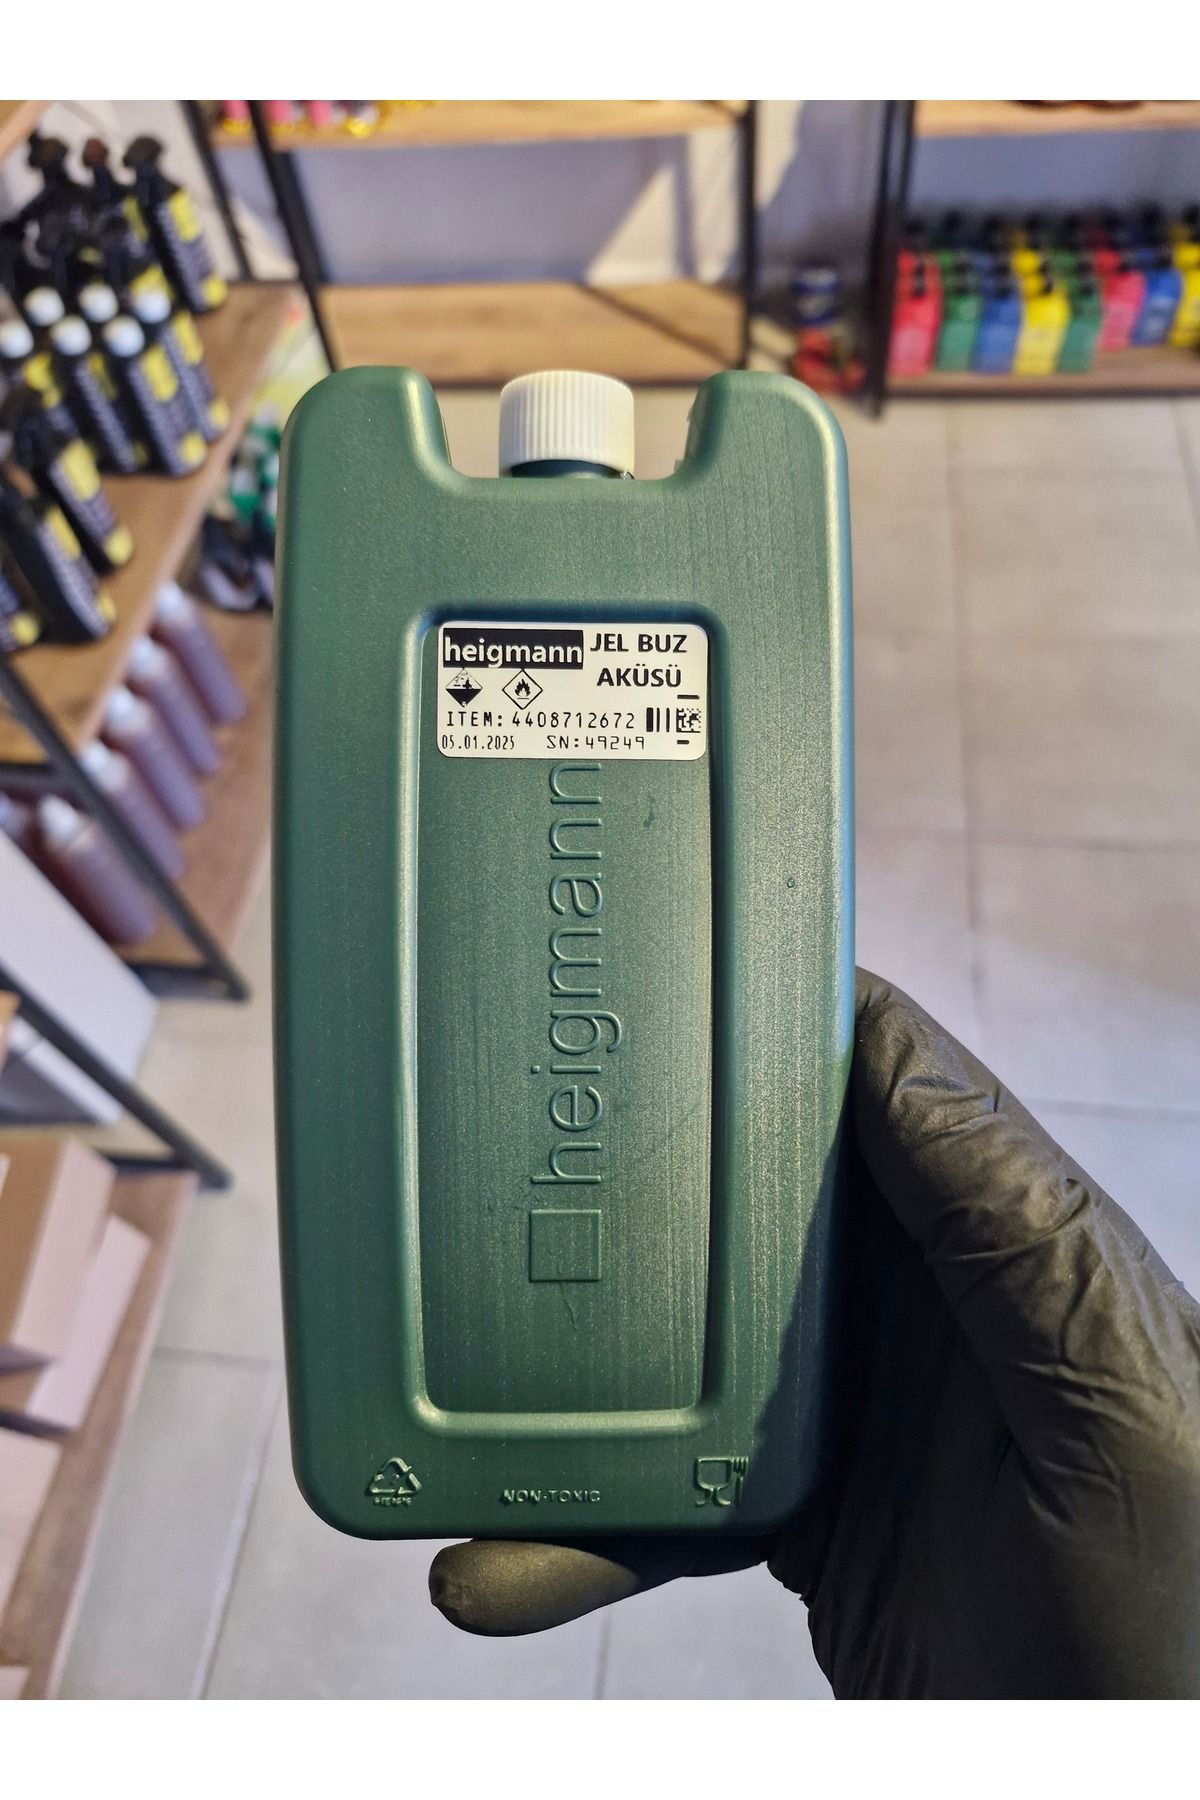 heigmann JEL BUZ
AKÜSÜ
ITEM: 4408712672
05.01.2025 SN:49249
heigmann
NON-TOXIC